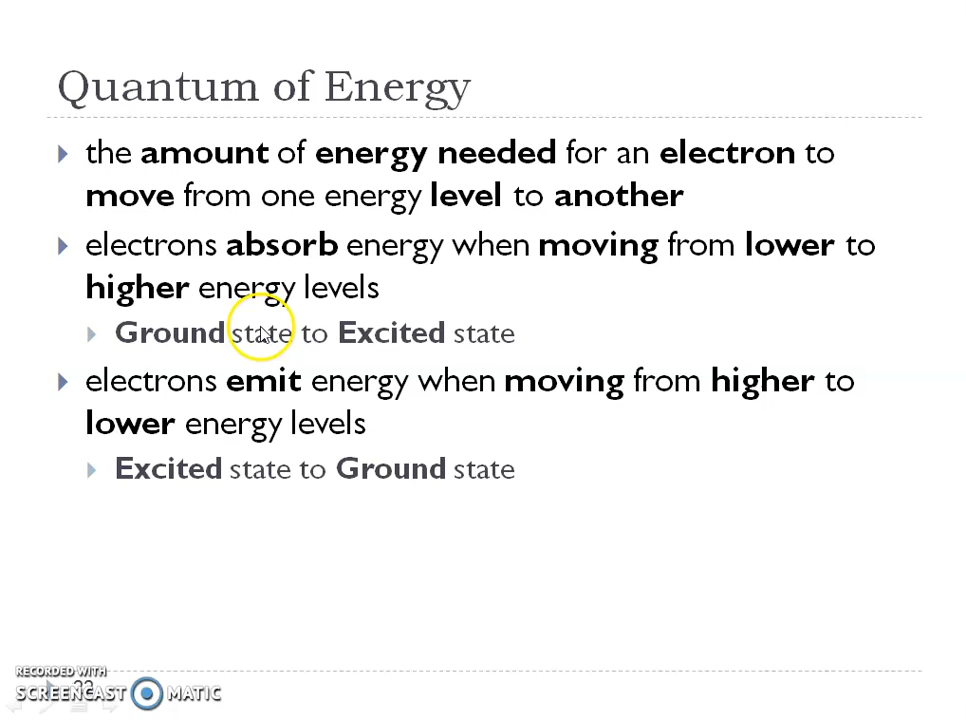 Quantum of Energy
the amount of energy needed for an electron to
move from one energy level to another
electrons absorb energy when moving from lower to
higher energy levels
Ground state to Excited state
electrons emit energy when moving from higher to
lower energy levels
Excited state to Ground state
RECORDED WITH
SCREENCAST MATIC